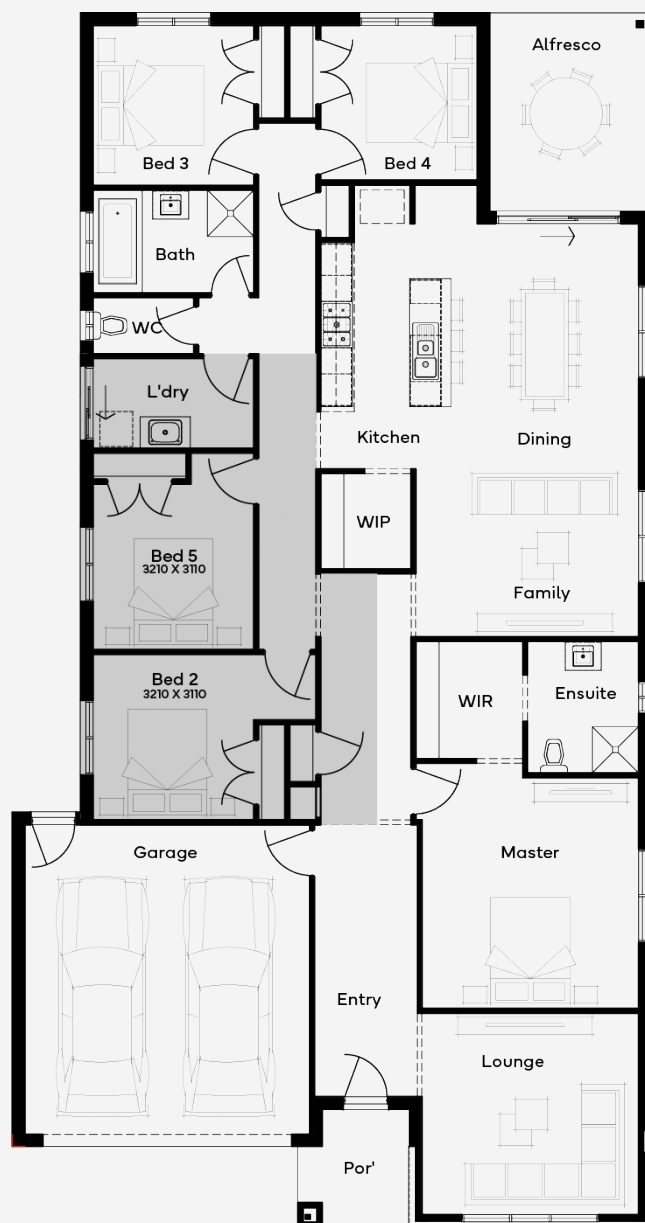 Alfresco
Bed 3
Bed 4
Bath
WC
L'dry
Kitchen
Dining
WIP
Bed 5
3210 X 3110
Family
Bed 2
3210 X 3110
WIR
Ensuite
Garage
Master
Entry
Lounge
Por'